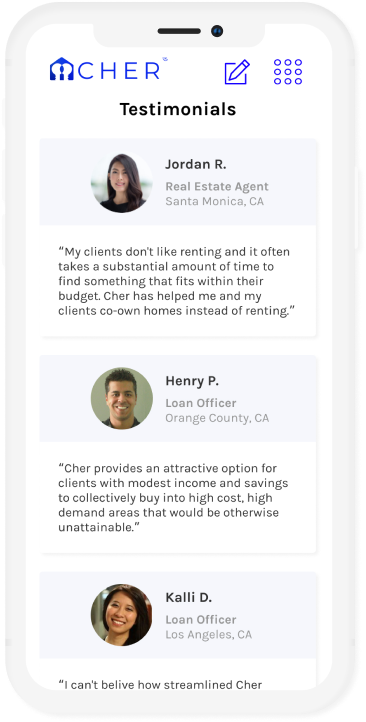 CHER
Testimonials
Jordan R.
Real Estate Agent
Santa Monica, CA
“My clients don't like renting and it often
takes a substantial amount of time to
find something that fits within their
budget. Cher has helped me and my
clients co-own homes instead of renting.”
Henry P.
Loan Officer
Orange County, CA
“Cher provides an attractive option for
clients with modest income and savings
to collectively buy into high cost, high
demand areas that would be otherwise
unattainable.”
Kalli D.
Loan Officer
Los Angeles, CA
“I can't belive how streamlined Cher